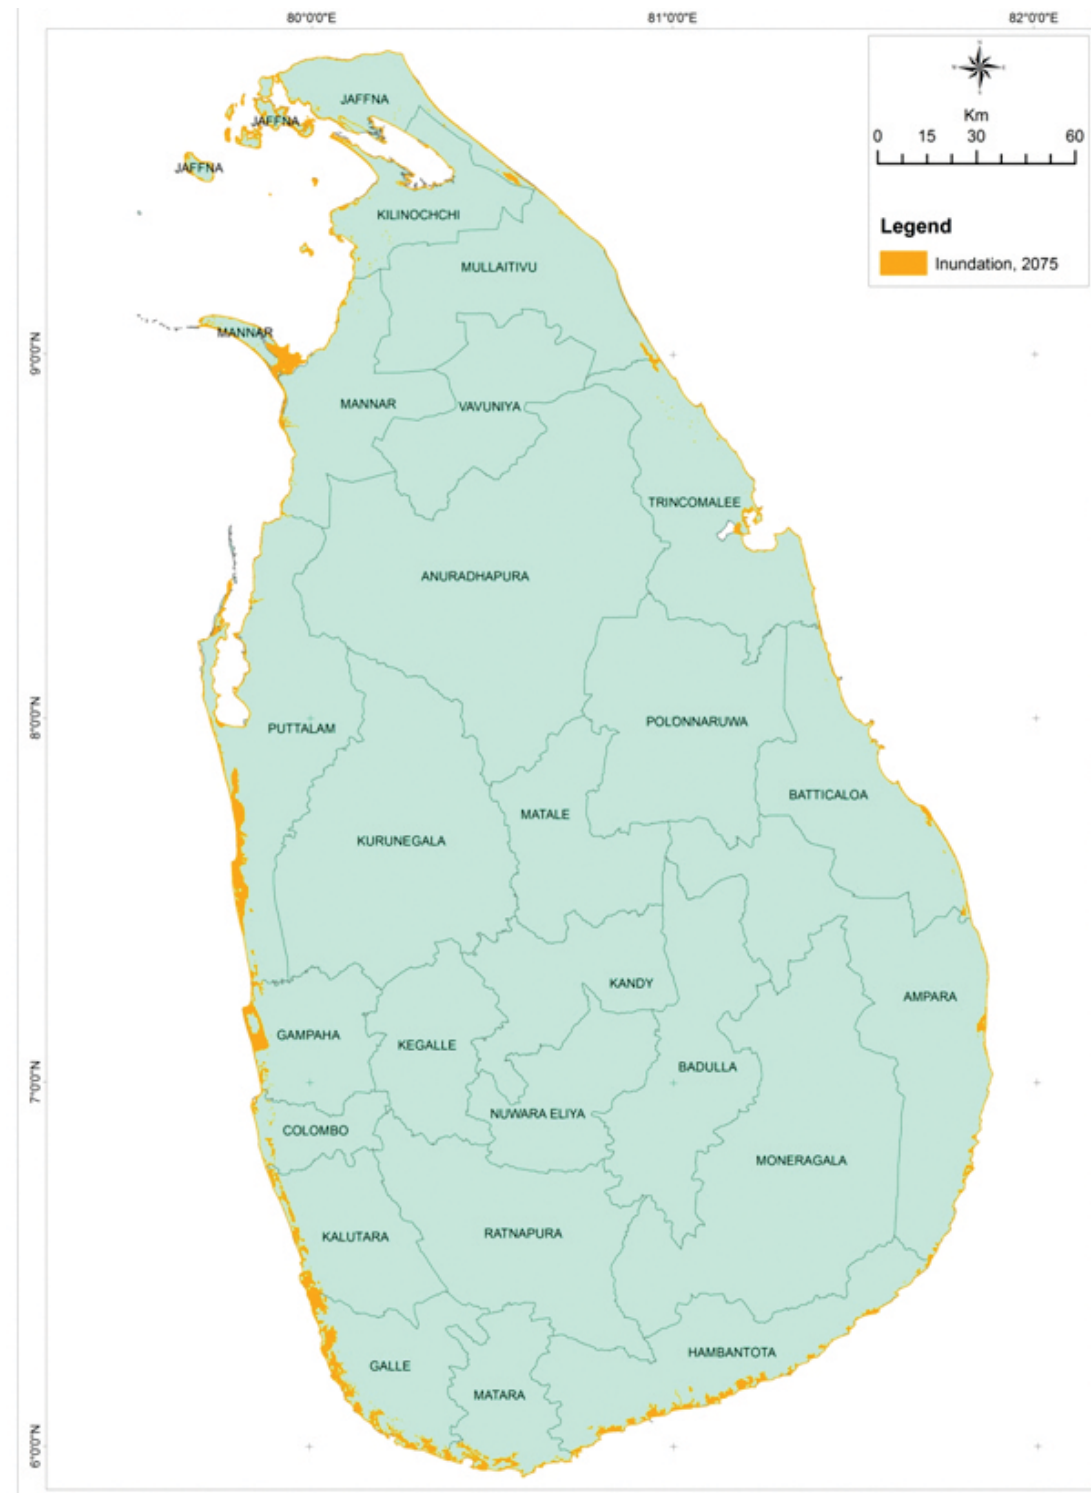 80°0'0"E
81°0'0"E
82°0'0"E
Km
0 15 30 60
Legend
Inundation, 2075
JAFFNA
JAFFNA
JAFFNA
KILINOCHCHI
MULLAITIVU
MANNAR
9°0'0"N
MANNAR
VAVUNIYA
TRINCOMALEE
ANURADHAPURA
8°0'0"N
PUTTALAM
POLONNARUWA
BATTICALOA
MATALE
KURUNEGALA
KANDY
AMPARA
GAMPAHA
KEGALLE
7°0'0"N
BADULLA
NUWARA ELIYA
COLOMBO
MONERAGALA
KALUTARA
RATNAPURA
HAMBANTOTA
GALLE
MATARA
6°0'0"N